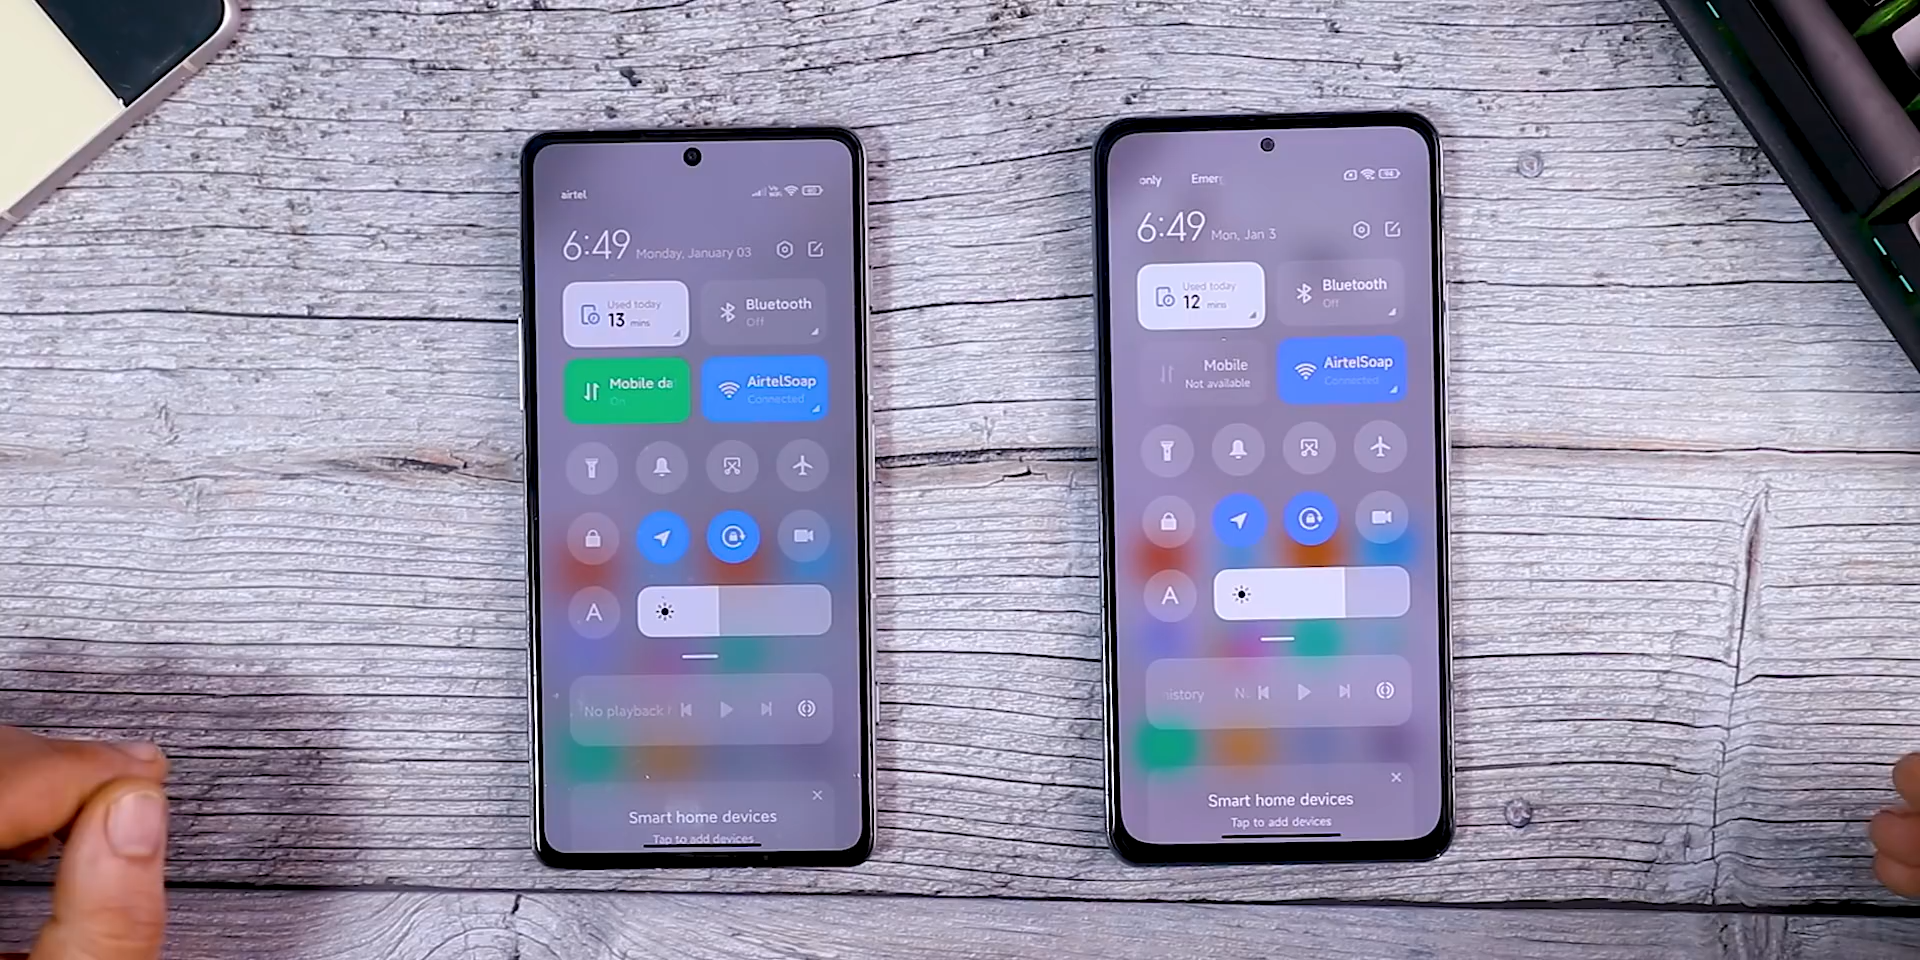 airtel
6:49 Monday, January 03
Used today
13 mins
Bluetooth
Off
Mobile da
On
AirtelSoap
Connected
A
No playback
Smart home devices
Tap to add devices
only Emer
6:49 Mon, Jan 3
Used today
12 mins
Bluetooth
Off
Mobile
Not available
AirtelSoap
Connected
A
history
Smart home devices
Tap to add devices